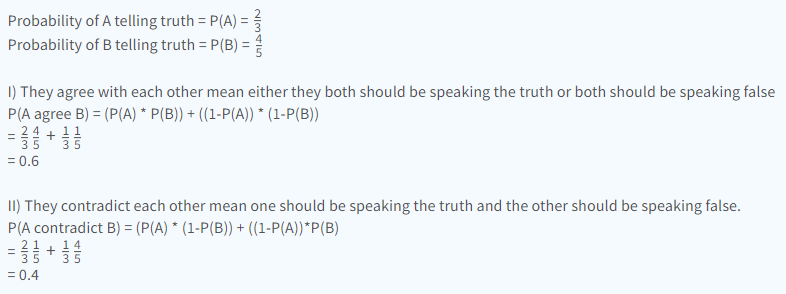 Probability of A telling truth = P(A) = 2/3
Probability of B telling truth = P(B) = 4/5
I) They agree with each other mean either they both should be speaking the truth or both should be speaking false
P(A agree B) = (P(A) * P(B)) + ((1-P(A)) * (1-P(B))
= 2/3 4/5 + 1/3 1/5
= 0.6
II) They contradict each other mean one should be speaking the truth and the other should be speaking false.
P(A contradict B) = (P(A) * (1-P(B)) + ((1-P(A))*P(B)
= 2/3 1/5 + 1/3 4/5
= 0.4